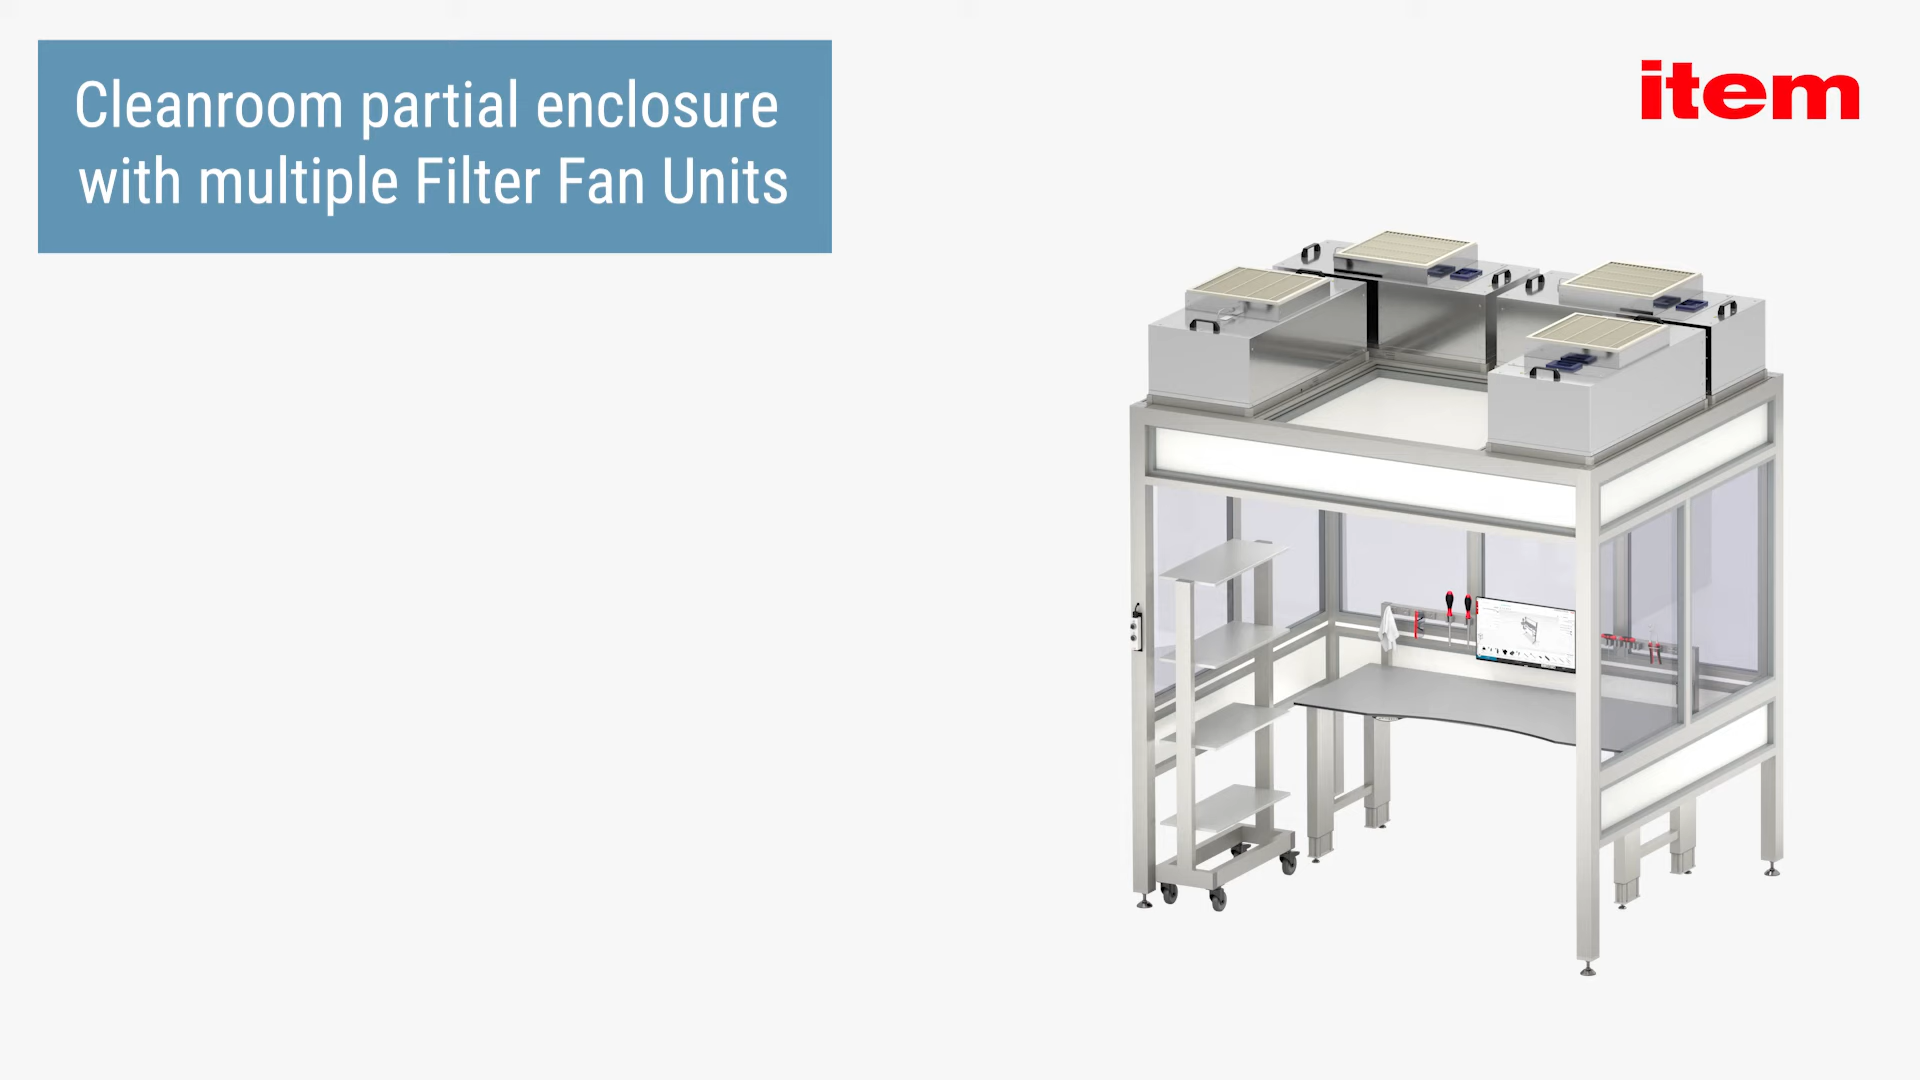 Cleanroom partial enclosure
with multiple Filter Fan Units
item